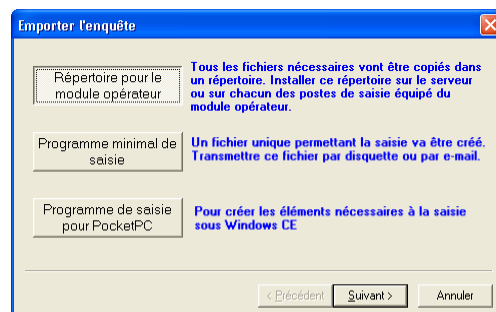 Emporter l'enquête
Répertoire pour le
module opérateur
Tous les fichiers nécessaires vont être copiés dans
un répertoire. Installer ce répertoire sur le serveur
ou sur chacun des postes de saisie équipé du
module opérateur.
Programme minimal de
saisie
Un fichier unique permettant la saisie va être créé.
Transmettre ce fichier par disquette ou par e-mail.
Programme de saisie
pour PocketPC
Pour créer les éléments nécessaires à la saisie
sous Windows CE
< Précédent
Suivant >
Annuler